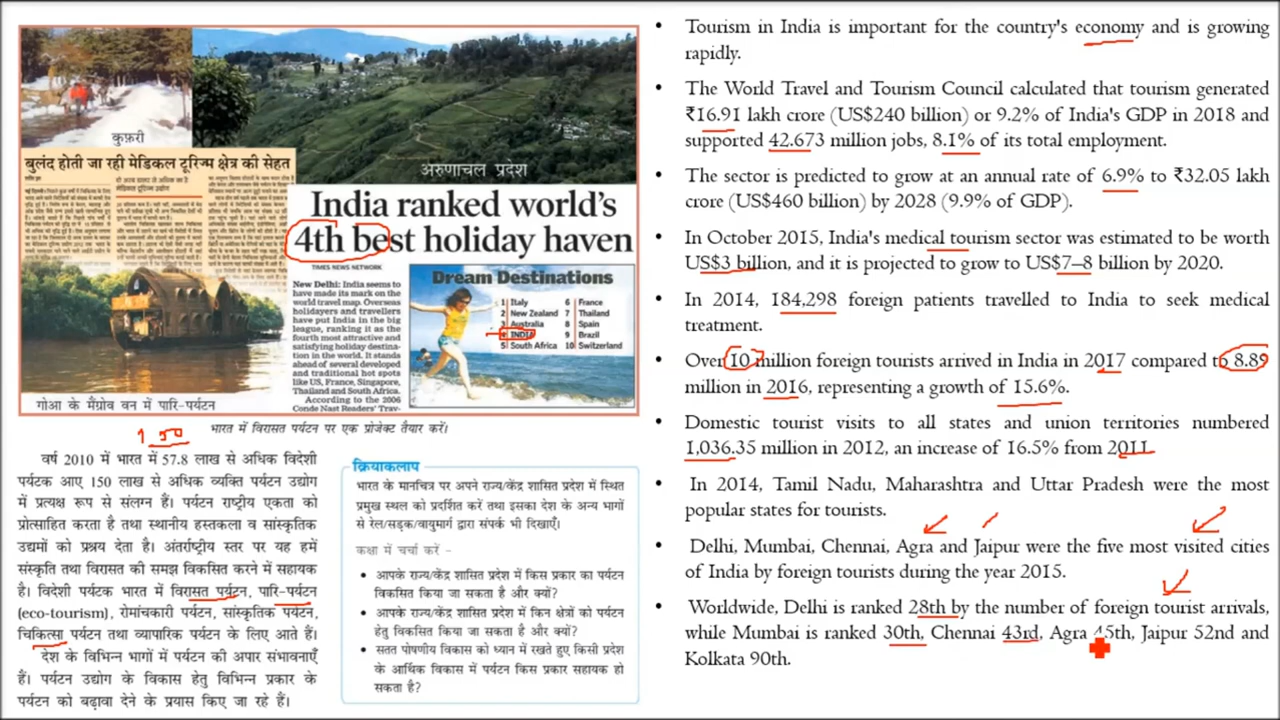 कुफ़री
अरुणाचल प्रदेश
बुलंद होती जा रही मेडिकल टूरिज्म क्षेत्र की सेहत
India ranked world's
4th best holiday haven
TIMES NEWS NETWORK
New Delhi: India seems to
have made its mark on the
world travel map. Overseas
holidayers and travellers
have put India in the big
league, ranking it as the
fourth most attractive and
satisfying holiday destina-
tion in the world. It stands
ahead of several developed
and traditional hot spots
like US, France, Singapore,
Thailand and South Africa.
According to the 2006
Conde Nast Readers' Trav-
Dream Destinations
1 Italy 6 France
2 New Zealand 7 Thailand
3 Australia 8 Spain
4 INDIA 9 Brazil
5 South Africa 10 Switzerland
गोआ के मैंग्रोव वन में पारि-पर्यटन
भारत में विरासत पर्यटन पर एक प्रोजेक्ट तैयार करें।
वर्ष 2010 में भारत में 57.8 लाख से अधिक विदेशी
पर्यटक आए 150 लाख से अधिक व्यक्ति पर्यटन उद्योग
में प्रत्यक्ष रूप से संलग्न हैं। पर्यटन राष्ट्रीय एकता को
प्रोत्साहित करता है तथा स्थानीय हस्तकला व सांस्कृतिक
उद्यमों को प्रश्रय देता है। अंतर्राष्ट्रीय स्तर पर यह हमें
संस्कृति तथा विरासत की समझ विकसित करने में सहायक
है। विदेशी पर्यटक भारत में विरासत पर्यटन, पारि-पर्यटन
(eco-tourism), रोमांचकारी पर्यटन, सांस्कृतिक पर्यटन,
चिकित्सा पर्यटन तथा व्यापारिक पर्यटन के लिए आते हैं।
देश के विभिन्न भागों में पर्यटन की अपार संभावनाएँ
हैं। पर्यटन उद्योग के विकास हेतु विभिन्न प्रकार के
पर्यटन को बढ़ावा देने के प्रयास किए जा रहे हैं।
क्रियाकलाप
भारत के मानचित्र पर अपने राज्य/केंद्र शासित प्रदेश में स्थित
प्रमुख स्थल को प्रदर्शित करें तथा इसका देश के अन्य भागों
से रेल/सड़क/वायुमार्ग द्वारा संपर्क भी दिखाएँ।
कक्षा में चर्चा करें -
• आपके राज्य/केंद्र शासित प्रदेश में किस प्रकार का पर्यटन
विकसित किया जा सकता है और क्यों?
• आपके राज्य/केंद्र शासित प्रदेश में किन क्षेत्रों को पर्यटन
हेतु विकसित किया जा सकता है और क्यों?
• सतत पोषणीय विकास को ध्यान में रखते हुए किसी प्रदेश
के आर्थिक विकास में पर्यटन किस प्रकार सहायक हो
सकता है?
• Tourism in India is important for the country's economy and is growing
rapidly.
• The World Travel and Tourism Council calculated that tourism generated
₹16.91 lakh crore (US$240 billion) or 9.2% of India's GDP in 2018 and
supported 42.673 million jobs, 8.1% of its total employment.
• The sector is predicted to grow at an annual rate of 6.9% to ₹32.05 lakh
crore (US$460 billion) by 2028 (9.9% of GDP).
• In October 2015, India's medical tourism sector was estimated to be worth
US$3 billion, and it is projected to grow to US$7–8 billion by 2020.
• In 2014, 184,298 foreign patients travelled to India to seek medical
treatment.
• Over 10 million foreign tourists arrived in India in 2017 compared to 8.89
million in 2016, representing a growth of 15.6%.
• Domestic tourist visits to all states and union territories numbered
1,036.35 million in 2012, an increase of 16.5% from 2011.
• In 2014, Tamil Nadu, Maharashtra and Uttar Pradesh were the most
popular states for tourists.
• Delhi, Mumbai, Chennai, Agra and Jaipur were the five most visited cities
of India by foreign tourists during the year 2015.
• Worldwide, Delhi is ranked 28th by the number of foreign tourist arrivals,
while Mumbai is ranked 30th, Chennai 43rd, Agra 45th, Jaipur 52nd and
Kolkata 90th.